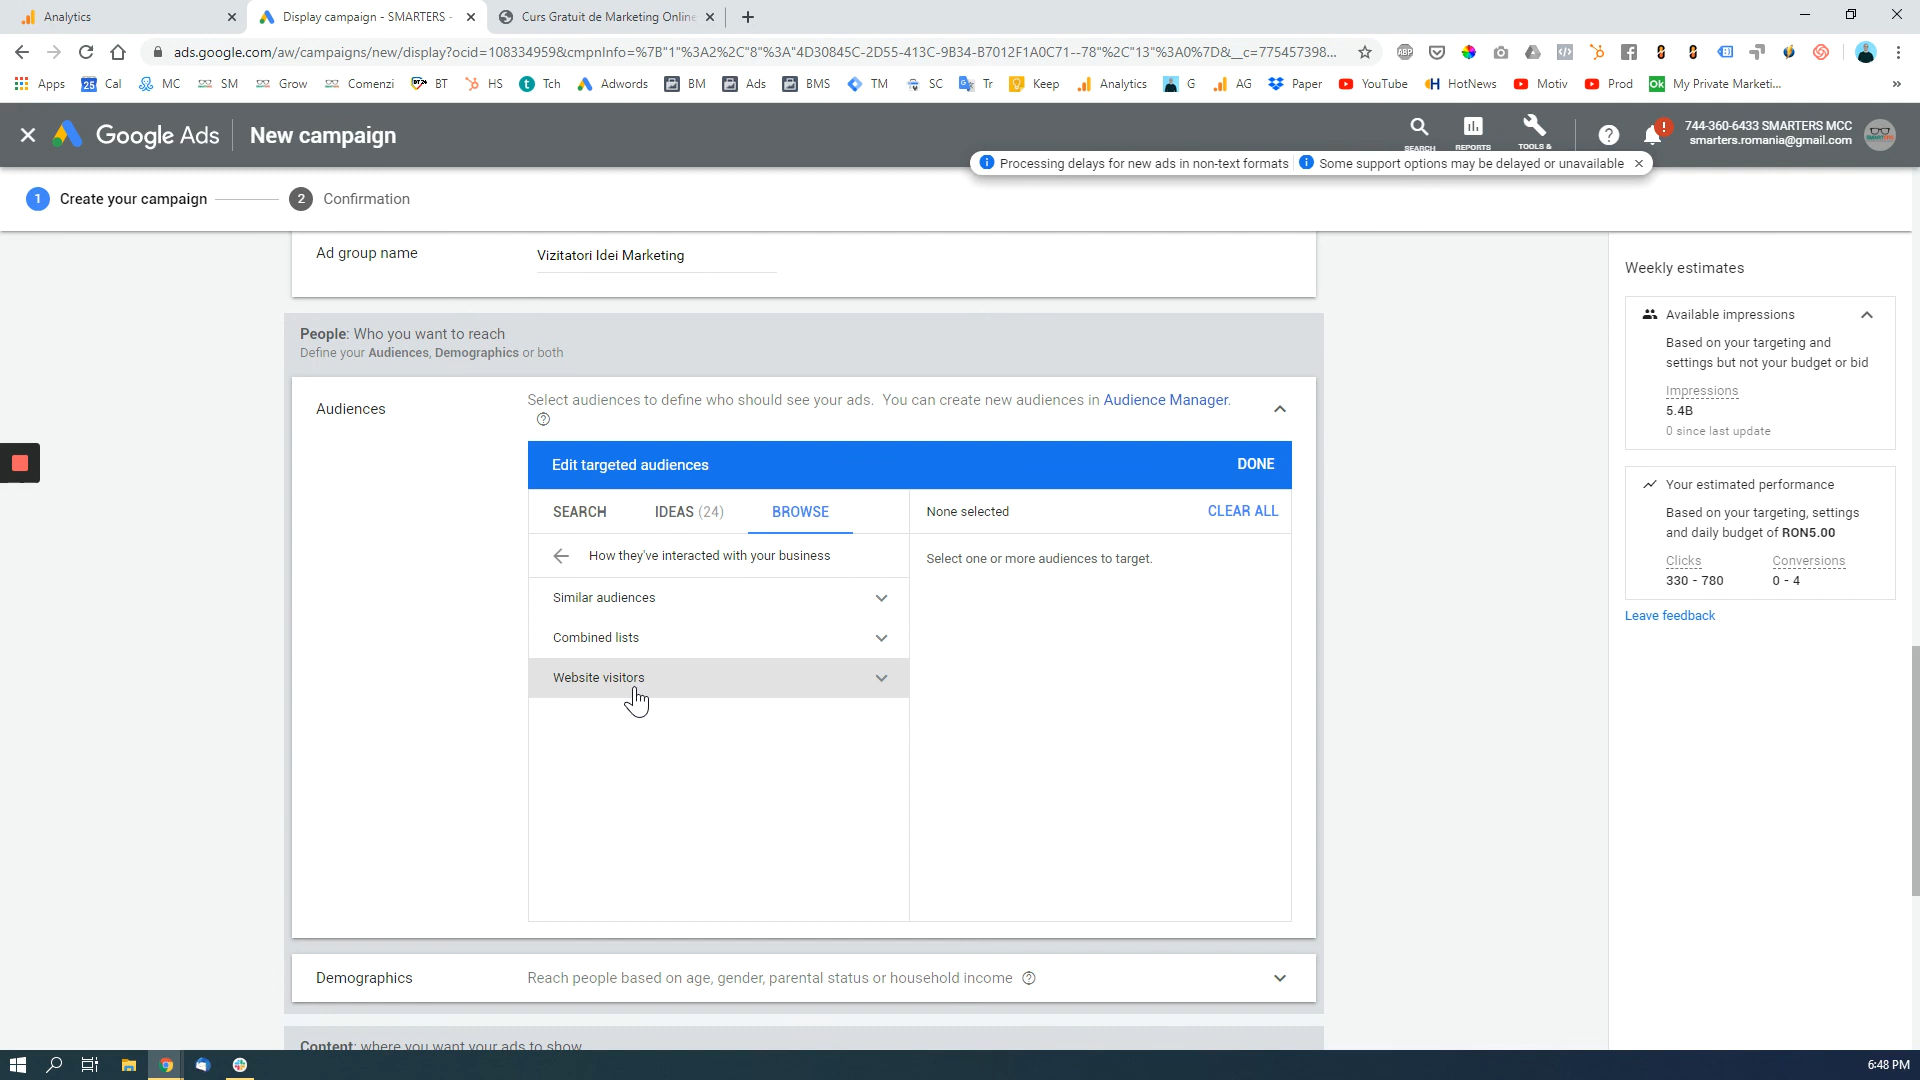 Analytics
Display campaign - SMARTERS -
Curs Gratuit de Marketing Online
ads.google.com/aw/campaigns/new/display?ocid=108334959&cmpnInfo=%7B"1"%3A2%2C"8"%3A"4D30845C-2D55-413C-9B34-B7012F1A0C71--78"%2C"13"%3A0%7D&__c=775457398...
Apps
25 Cal
MC
SM
Grow
Comenzi
BT
HS
Tch
Adwords
BM
Ads
BMS
TM
SC
Tr
Keep
Analytics
G
AG
Paper
YouTube
HotNews
Motiv
Prod
Ok My Private Marketi...
»
Google Ads
New campaign
SEARCH
REPORTS
TOOLS &
744-360-6433 SMARTERS MCC
smarters.romania@gmail.com
Processing delays for new ads in non-text formats
Some support options may be delayed or unavailable
1 Create your campaign
2 Confirmation
Ad group name
Vizitatori Idei Marketing
People: Who you want to reach
Define your Audiences, Demographics or both
Audiences
Select audiences to define who should see your ads. You can create new audiences in Audience Manager.
Edit targeted audiences
DONE
SEARCH
IDEAS (24)
BROWSE
None selected
CLEAR ALL
How they've interacted with your business
Select one or more audiences to target.
Similar audiences
Combined lists
Website visitors
Demographics
Reach people based on age, gender, parental status or household income
Content: where you want your ads to show
Weekly estimates
Available impressions
Based on your targeting and
settings but not your budget or bid
Impressions
5.4B
0 since last update
Your estimated performance
Based on your targeting, settings
and daily budget of RON5.00
Clicks
Conversions
330 - 780
0 - 4
Leave feedback
6:48 PM